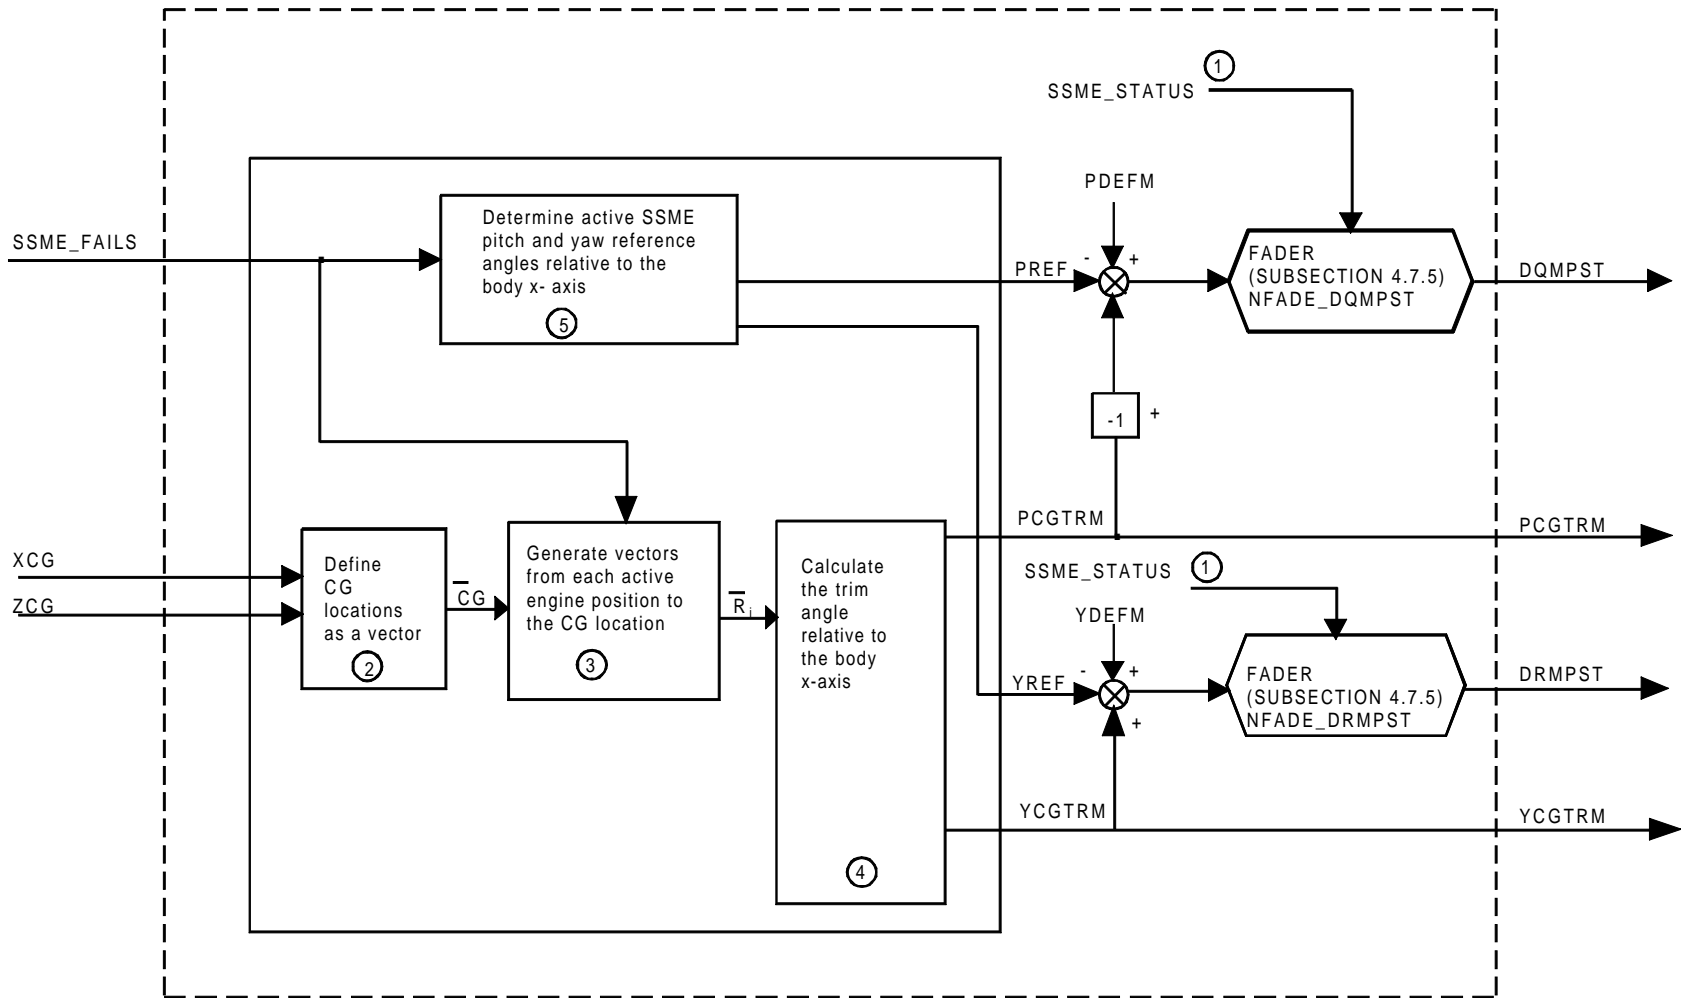 1
SSME_STATUS
PDEFM
SSME_FAILS
Determine active SSME
pitch and yaw reference
angles relative to the
body x- axis
5
PREF
-
+
FADER
(SUBSECTION 4.7.5)
NFADE_DQMPST
DQMPST
-1
+
PCGTRM
PCGTRM
XCG
ZCG
Define
CG
locations
as a vector
2
CG
Generate vectors
from each active
engine position to
the CG location
3
R i
Calculate
the trim
angle
relative to
the body
x-axis
4
SSME_STATUS
1
YDEFM
YREF
-
+
+
FADER
(SUBSECTION 4.7.5)
NFADE_DRMPST
DRMPST
YCGTRM
YCGTRM